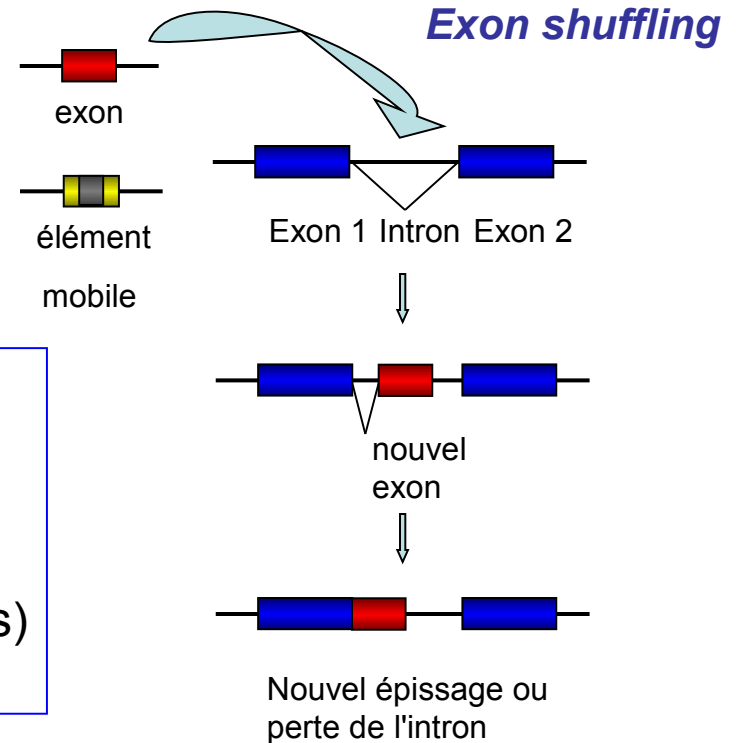 Exon shuffling
exon
élément
mobile
Exon 1 Intron Exon 2
nouvel
exon
s)
Nouvel épissage ou
perte de l'intron